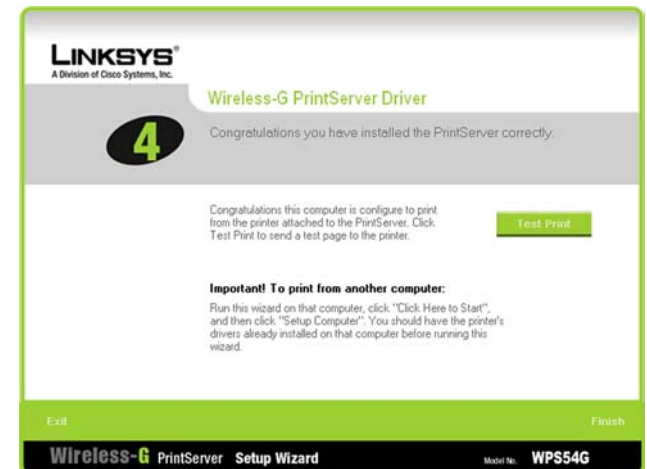 LINKSYS®
A Division of Cisco Systems, Inc.
Wireless-G PrintServer Driver
4
Congratulations you have installed the PrintServer correctly.
Congratulations this computer is configure to print
from the printer attached to the PrintServer. Click
Test Print to send a test page to the printer.
Test Print
Important! To print from another computer:
Run this wizard on that computer, click "Click Here to Start",
and then click "Setup Computer". You should have the printer's
drivers already installed on that computer before running this
wizard.
Exit
Finish
Wireless-G PrintServer Setup Wizard
Model No. WPS54G